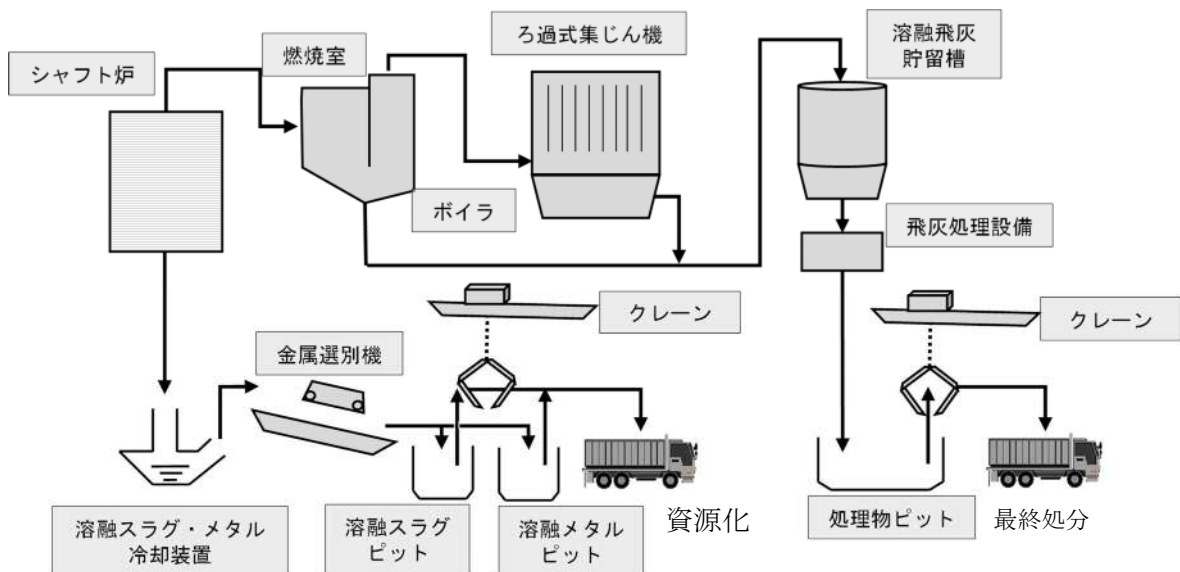 シャフト炉
燃焼室
ろ過式集じん機
溶融飛灰
貯留槽
ボイラ
飛灰処理設備
クレーン
クレーン
金属選別機
溶融スラグ・メタル
冷却装置
溶融スラグ
ピット
溶融メタル
ピット
資源化
処理物ピット
最終処分